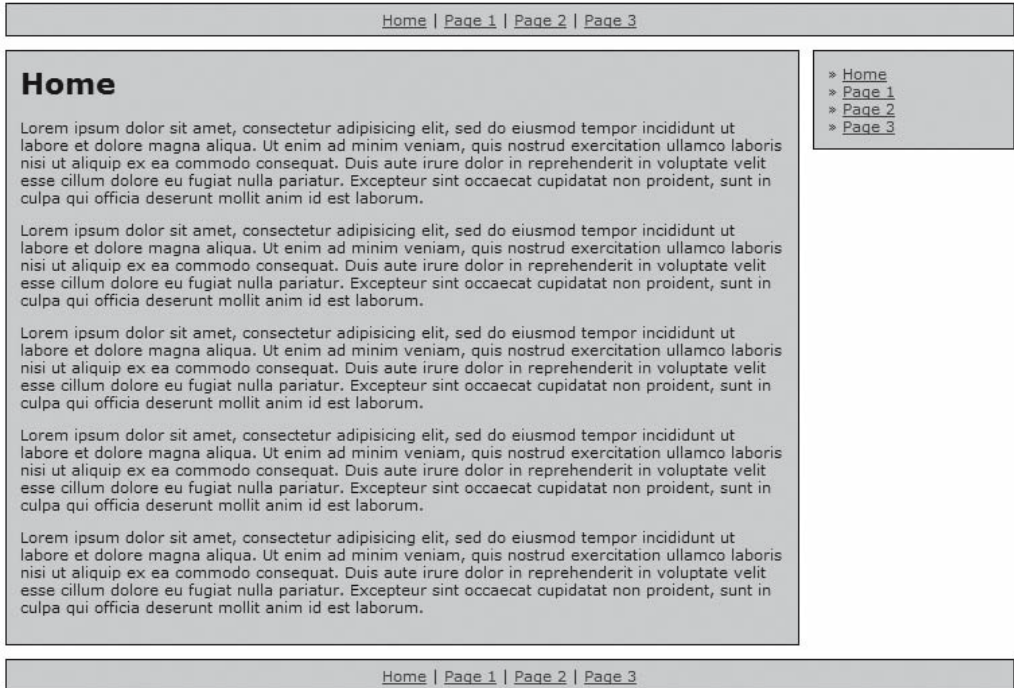 Home | Page 1 | Page 2 | Page 3
Home
Lorem ipsum dolor sit amet, consectetur adipisicing elit, sed do eiusmod tempor incididunt ut
labore et dolore magna aliqua. Ut enim ad minim veniam, quis nostrud exercitation ullamco laboris
nisi ut aliquip ex ea commodo consequat. Duis aute irure dolor in reprehenderit in voluptate velit
esse cillum dolore eu fugiat nulla pariatur. Excepteur sint occaecat cupidatat non proident, sunt in
culpa qui officia deserunt mollit anim id est laborum.
Lorem ipsum dolor sit amet, consectetur adipisicing elit, sed do eiusmod tempor incididunt ut
labore et dolore magna aliqua. Ut enim ad minim veniam, quis nostrud exercitation ullamco laboris
nisi ut aliquip ex ea commodo consequat. Duis aute irure dolor in reprehenderit in voluptate velit
esse cillum dolore eu fugiat nulla pariatur. Excepteur sint occaecat cupidatat non proident, sunt in
culpa qui officia deserunt mollit anim id est laborum.
Lorem ipsum dolor sit amet, consectetur adipisicing elit, sed do eiusmod tempor incididunt ut
labore et dolore magna aliqua. Ut enim ad minim veniam, quis nostrud exercitation ullamco laboris
nisi ut aliquip ex ea commodo consequat. Duis aute irure dolor in reprehenderit in voluptate velit
esse cillum dolore eu fugiat nulla pariatur. Excepteur sint occaecat cupidatat non proident, sunt in
culpa qui officia deserunt mollit anim id est laborum.
Lorem ipsum dolor sit amet, consectetur adipisicing elit, sed do eiusmod tempor incididunt ut
labore et dolore magna aliqua. Ut enim ad minim veniam, quis nostrud exercitation ullamco laboris
nisi ut aliquip ex ea commodo consequat. Duis aute irure dolor in reprehenderit in voluptate velit
esse cillum dolore eu fugiat nulla pariatur. Excepteur sint occaecat cupidatat non proident, sunt in
culpa qui officia deserunt mollit anim id est laborum.
Lorem ipsum dolor sit amet, consectetur adipisicing elit, sed do eiusmod tempor incididunt ut
labore et dolore magna aliqua. Ut enim ad minim veniam, quis nostrud exercitation ullamco laboris
nisi ut aliquip ex ea commodo consequat. Duis aute irure dolor in reprehenderit in voluptate velit
esse cillum dolore eu fugiat nulla pariatur. Excepteur sint occaecat cupidatat non proident, sunt in
culpa qui officia deserunt mollit anim id est laborum.
» Home
» Page 1
» Page 2
» Page 3
Home | Page 1 | Page 2 | Page 3